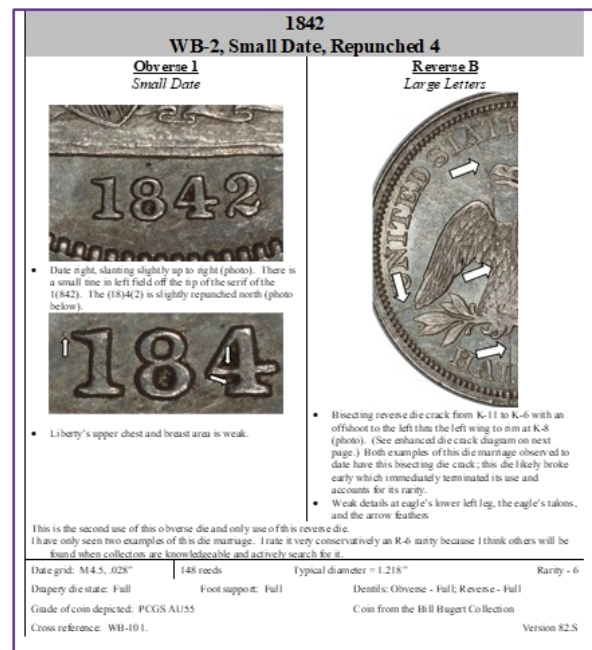 1842
WB-2, Small Date, Repunched 4
Obverse 1
Small Date
1842
• Date right, slanting slightly up to right (photo). There is
a small tine in left field off the tip of the serif of the
1(842). The (18)4(2) is slightly repunched north (photo
below).
184
• Liberty's upper chest and breast area is weak.
Reverse B
Large Letters
UNITED STAT
HAL
• Bisecting reverse die crack from K-11 to K-6 with an
offshoot to the left thru the left wing to rim at K-8
(photo). (See enhanced die crack diagram on next
page.) Both examples of this die marriage observed to
date have this bisecting die crack; this die likely broke
early which immediately terminated its use and
accounts for its rarity.
• Weak details at eagle's lower left leg, the eagle's talons,
and the arrow feathers
This is the second use of this obverse die and only use of this reverse die.
I have only seen two examples of this die marriage. I rate it very conservatively an R-6 rarity because I think others will be
found when collectors are knowledgeable and actively search for it.
Date grid: M4.5, .028" 148 reeds Typical diameter = 1.218" Rarity - 6
Drapery die state: Full Foot support: Full Dentils: Obverse - Full; Reverse - Full
Grade of coin depicted: PCGS AU55 Coin from the Bill Bugert Collection
Cross reference: WB-101. Version 82.S